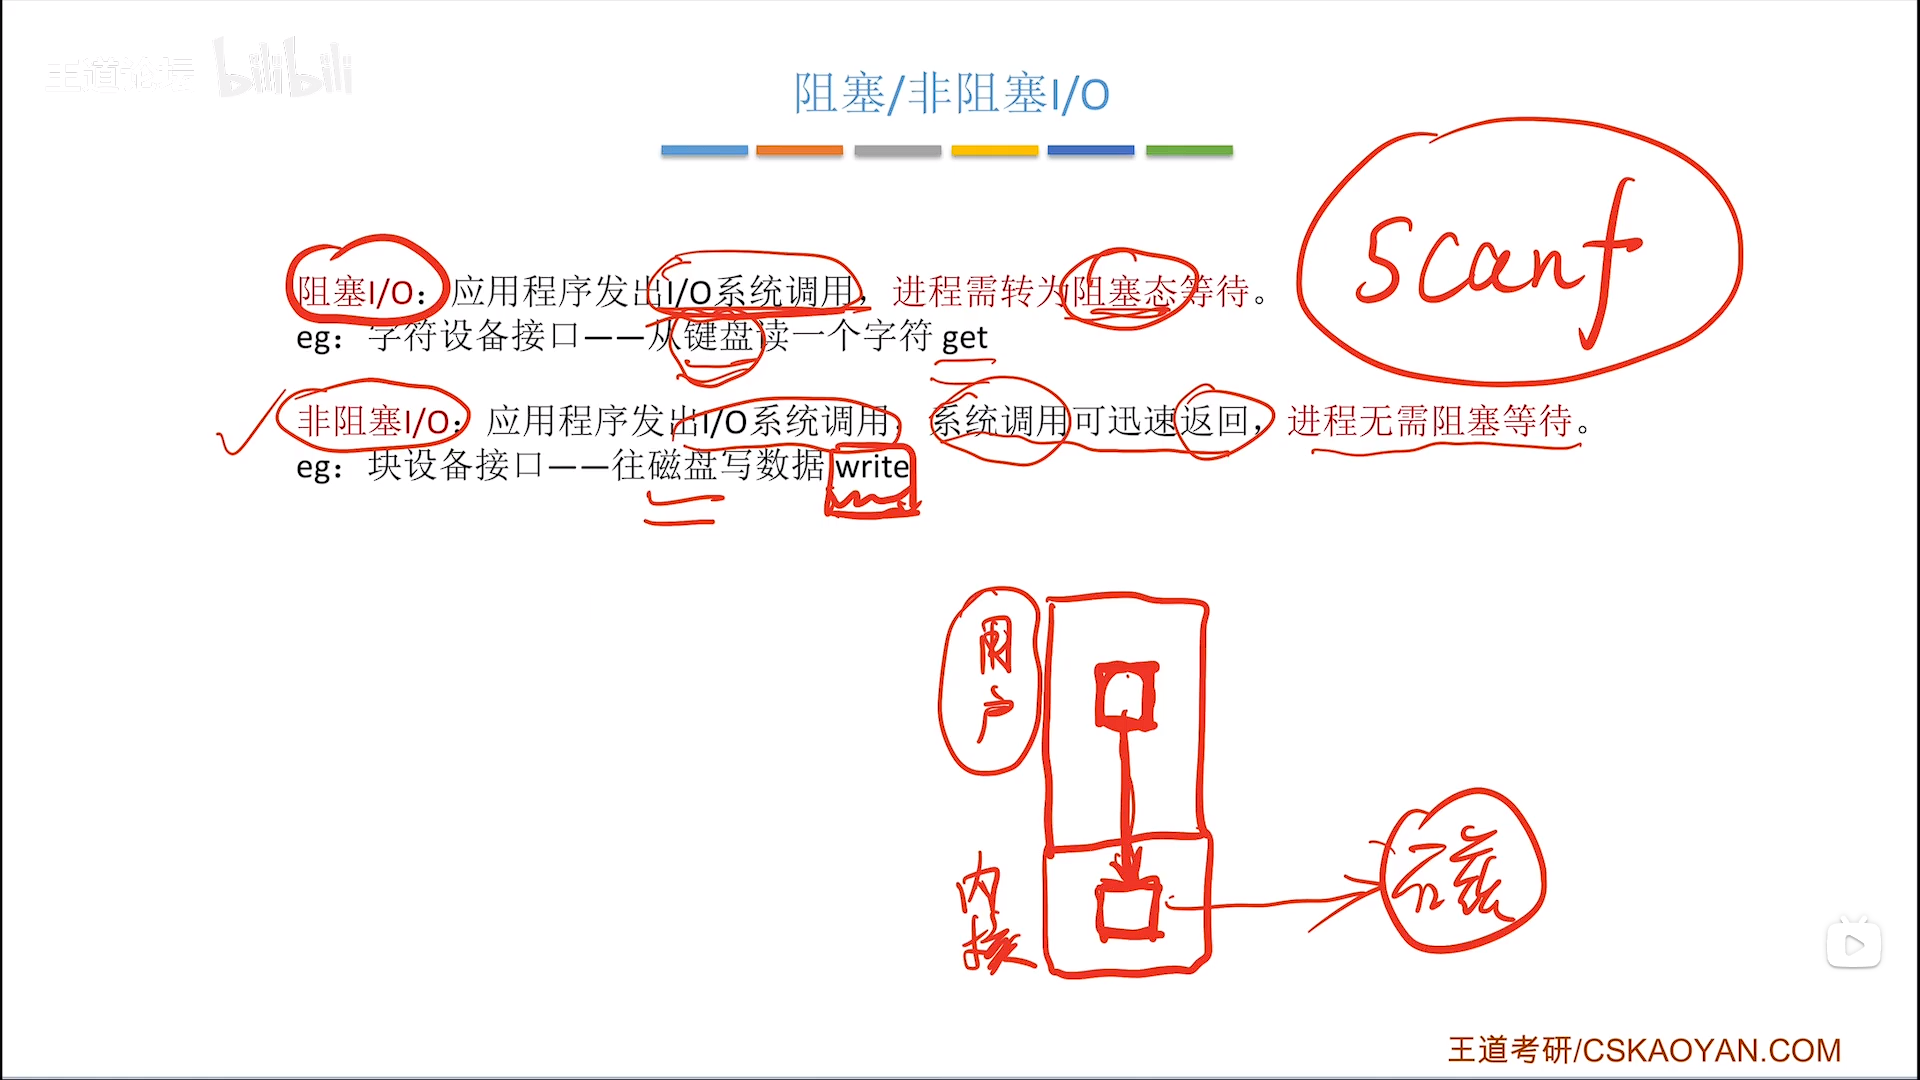 王道论坛 bilibili
阻塞/非阻塞I/O
scanf
阻塞I/O：应用程序发出I/O系统调用，进程需转为阻塞态等待。
eg：字符设备接口——从键盘读一个字符 get
非阻塞I/O：应用程序发出I/O系统调用，系统调用可迅速返回，进程无需阻塞等待。
eg：块设备接口——往磁盘写数据 write
用户
内核
磁
王道考研/CSKAOYAN.COM